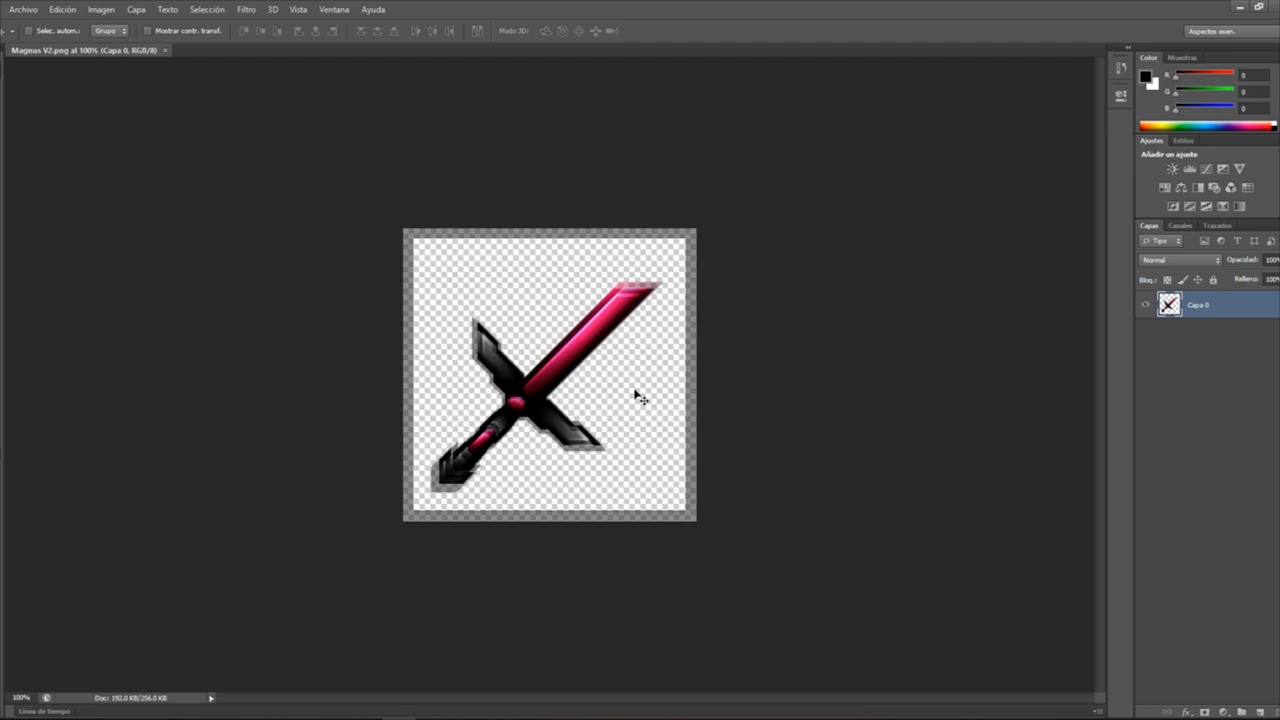 Archivo Edición Imagen Capa Texto Selección Filtro 3D Vista Ventana Ayuda
Selec. autom.: Grupo Mostrar contr. transf. Modo 3D: Aspectos esen.
Magnus V2.png al 100% (Capa 0, RGB/8) ×
Color Muestras
R 0
G 0
B 0
Ajustes Estilos
Añadir un ajuste
Capas Canales Trazados
Tipo
Normal Opacidad: 100%
Bloq.: Relleno: 100%
Capa 0
100% Doc: 192.0 KB/256.0 KB
Línea de tiempo